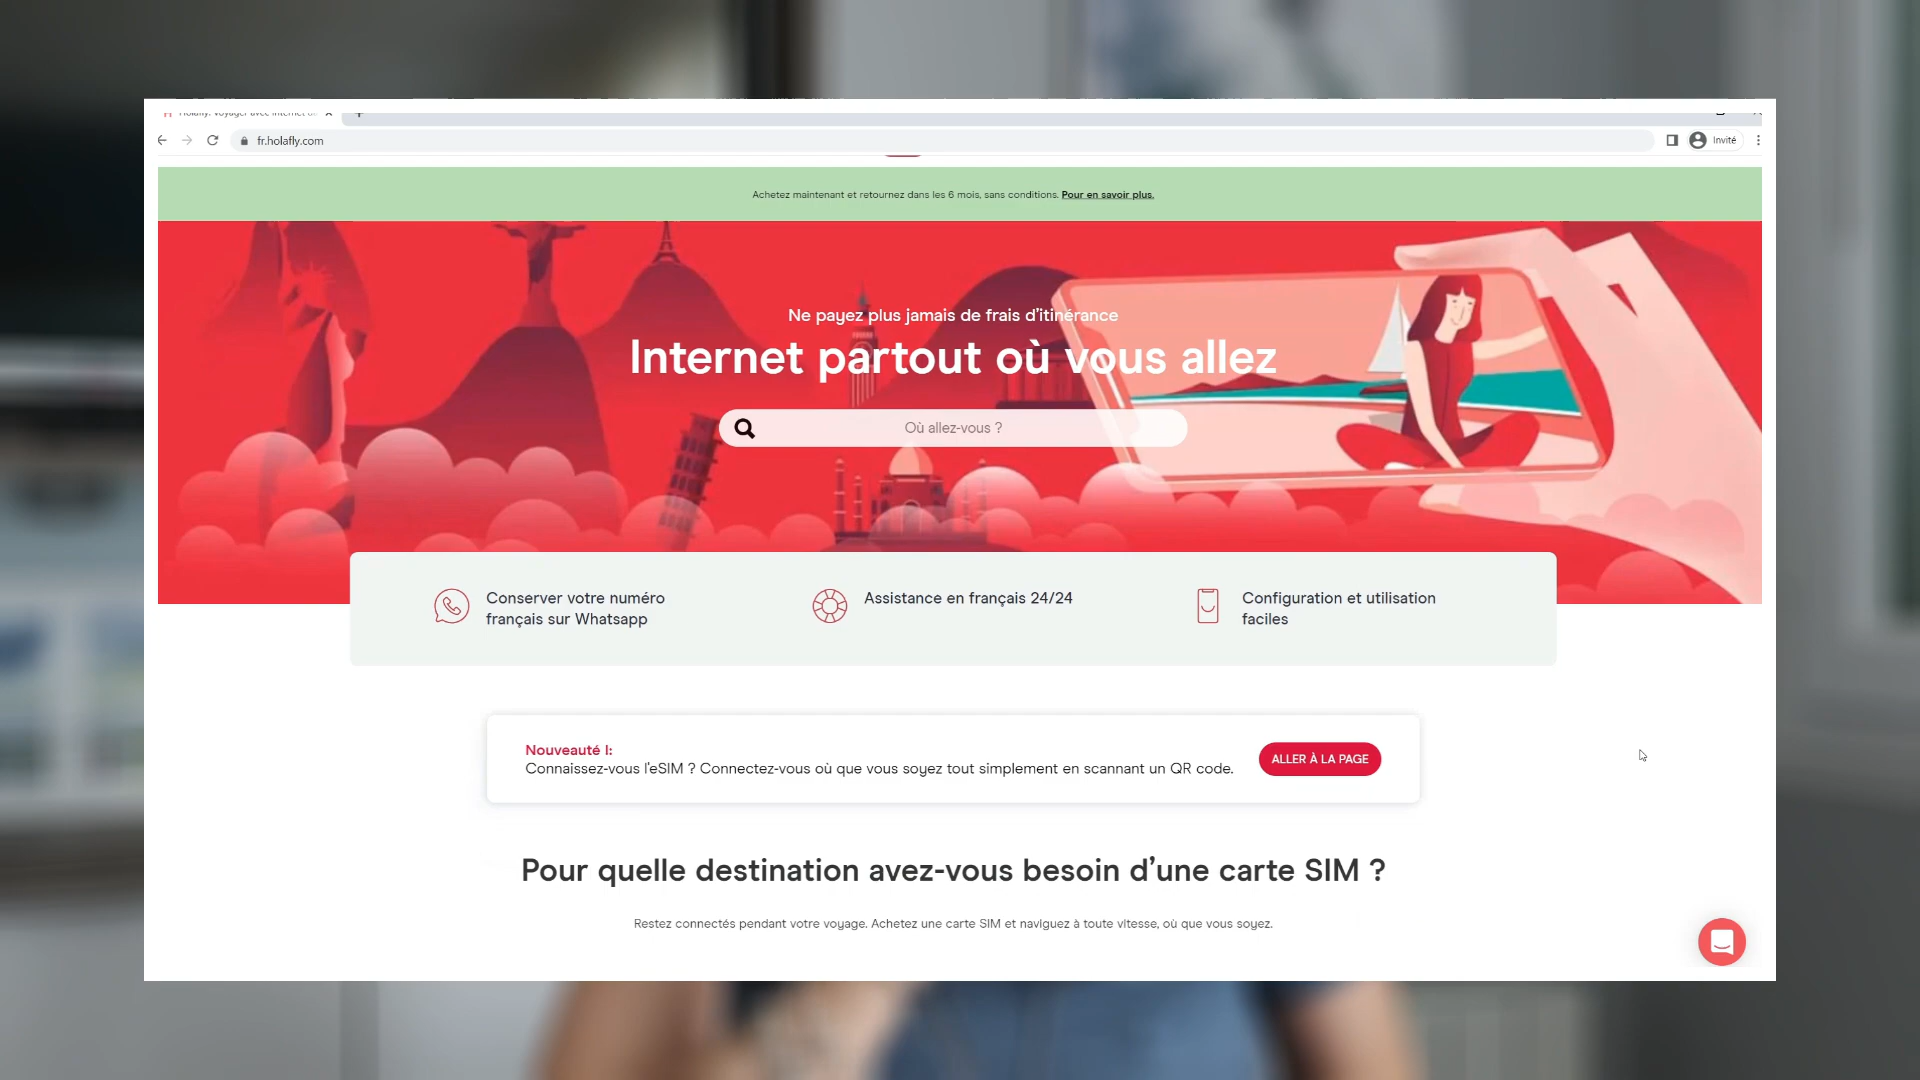 Holafly: Voyager avec internet
fr.holafly.com
Invité
Achetez maintenant et retournez dans les 6 mois, sans conditions. Pour en savoir plus.
Ne payez plus jamais de frais d'itinérance
Internet partout où vous allez
Où allez-vous ?
Conserver votre numéro
français sur Whatsapp
Assistance en français 24/24
Configuration et utilisation
faciles
Nouveauté !:
Connaissez-vous l'eSIM ? Connectez-vous où que vous soyez tout simplement en scannant un QR code.
ALLER À LA PAGE
Pour quelle destination avez-vous besoin d'une carte SIM ?
Restez connectés pendant votre voyage. Achetez une carte SIM et naviguez à toute vitesse, où que vous soyez.